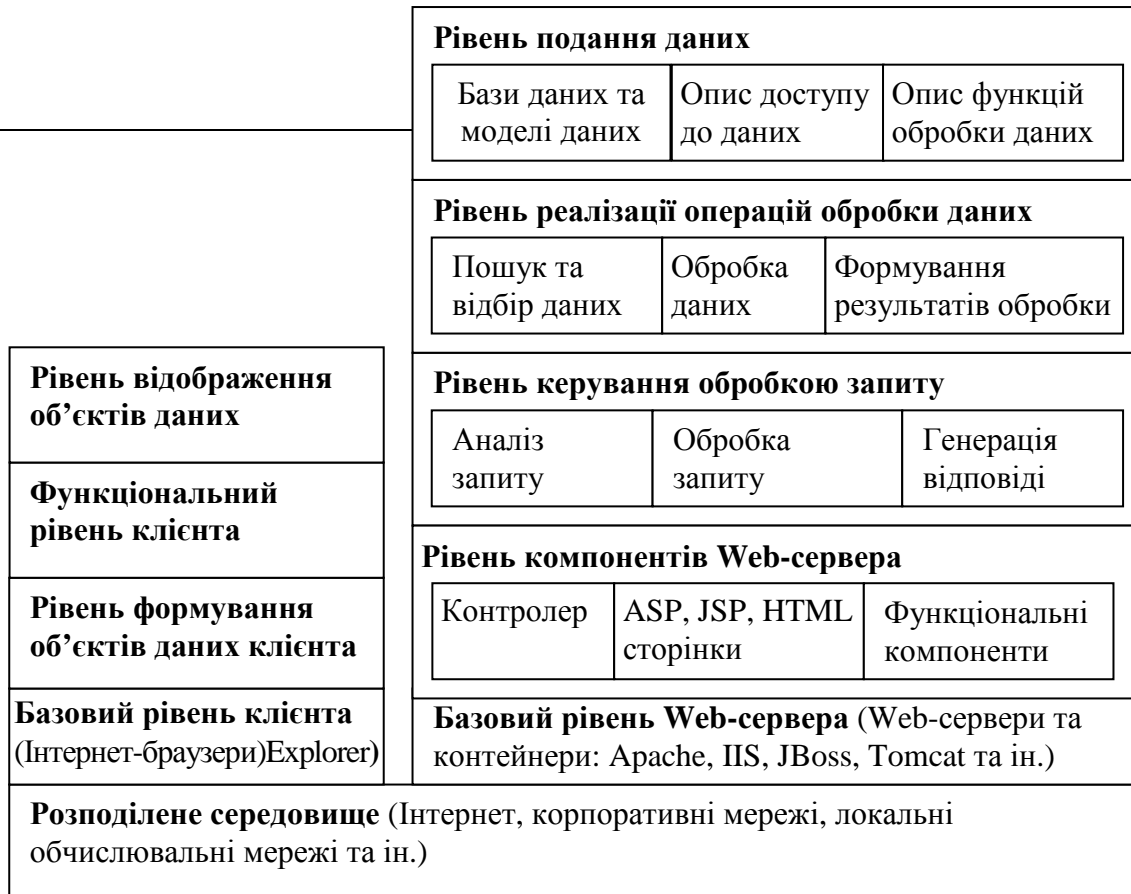 Рівень подання даних
Бази даних та
моделі даних
Опис доступу
до даних
Опис функцій
обробки даних
Рівень реалізації операцій обробки даних
Пошук та
відбір даних
Обробка
даних
Формування
результатів обробки
Рівень відображення
об’єктів даних
Функціональний
рівень клієнта
Рівень формування
об’єктів даних клієнта
Базовий рівень клієнта
(Інтернет-браузери)Explorer)
Рівень керування обробкою запиту
Аналіз
запиту
Обробка
запиту
Генерація
відповіді
Рівень компонентів Web-сервера
Контролер
ASP, JSP, HTML
сторінки
Функціональні
компоненти
Базовий рівень Web-сервера (Web-сервери та
контейнери: Apache, IIS, JBoss, Tomcat та ін.)
Розподілене середовище (Інтернет, корпоративні мережі, локальні
обчислювальні мережі та ін.)